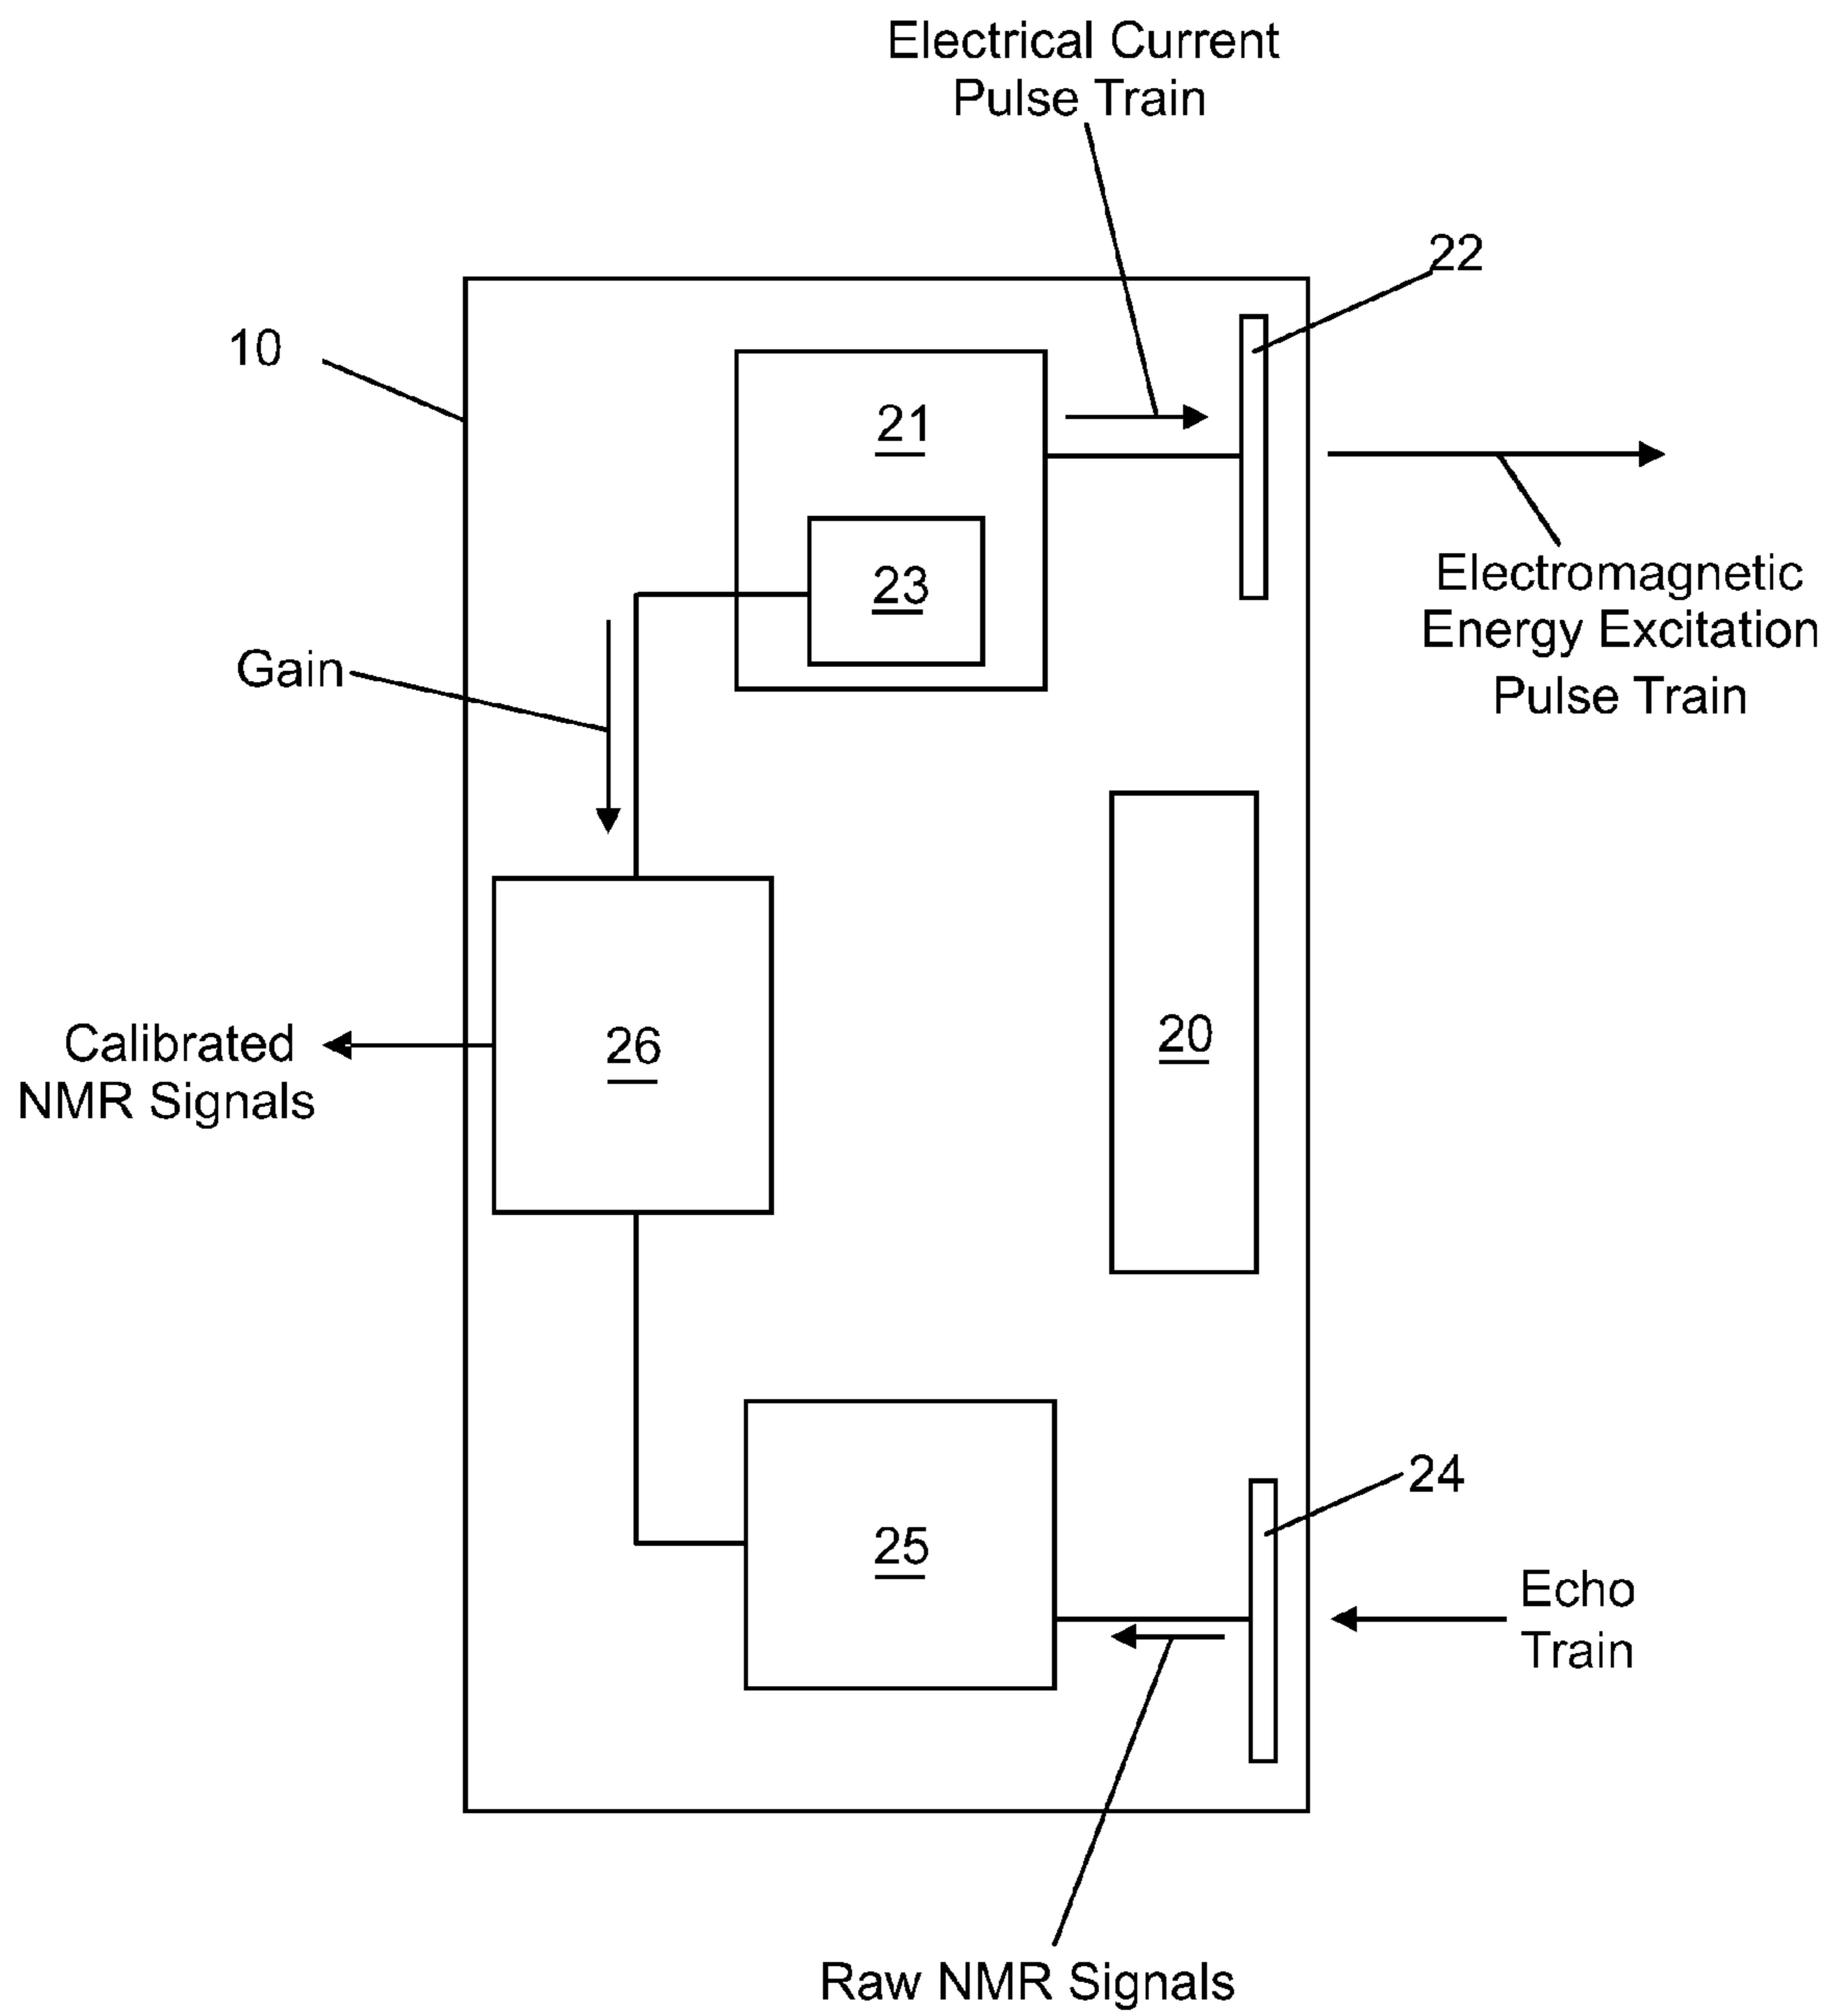 Electrical Current
Pulse Train
22
10
21
23
Electromagnetic
Energy Excitation
Pulse Train
Gain
20
26
Calibrated
NMR Signals
24
25
Echo
Train
Raw NMR Signals